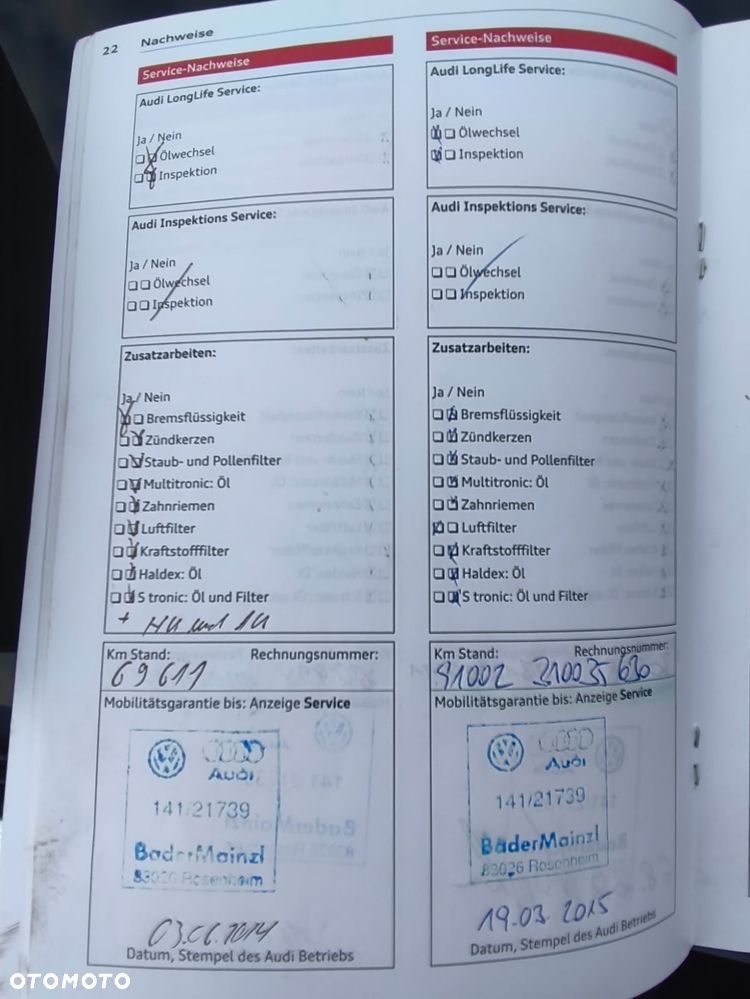 22 Nachweise
Service-Nachweise
Audi LongLife Service:
Ja / Nein
Ölwechsel
Inspektion
Audi Inspektions Service:
Ja / Nein
Ölwechsel
Inspektion
Zusatzarbeiten:
Ja / Nein
Bremsflüssigkeit
Zündkerzen
Staub- und Pollenfilter
Multitronic: Öl
Zahnriemen
Luftfilter
Kraftstofffilter
Haldex: Öl
S tronic: Öl und Filter
+ HU und AU
Km Stand: Rechnungsnummer:
69611
Mobilitätsgarantie bis: Anzeige Service
Audi
141/21739
BaderMainzl
83026 Rosenheim
03.06.2014
Datum, Stempel des Audi Betriebs
Service-Nachweise
Audi LongLife Service:
Ja / Nein
Ölwechsel
Inspektion
Audi Inspektions Service:
Ja / Nein
Ölwechsel
Inspektion
Zusatzarbeiten:
Ja / Nein
Bremsflüssigkeit
Zündkerzen
Staub- und Pollenfilter
Multitronic: Öl
Zahnriemen
Luftfilter
Kraftstofffilter
Haldex: Öl
S tronic: Öl und Filter
Km Stand: Rechnungsnummer:
91002 310035630
Mobilitätsgarantie bis: Anzeige Service
Audi
141/21739
BaderMainzl
83026 Rosenheim
19.03.2015
Datum, Stempel des Audi Betriebs
OTOMOTO